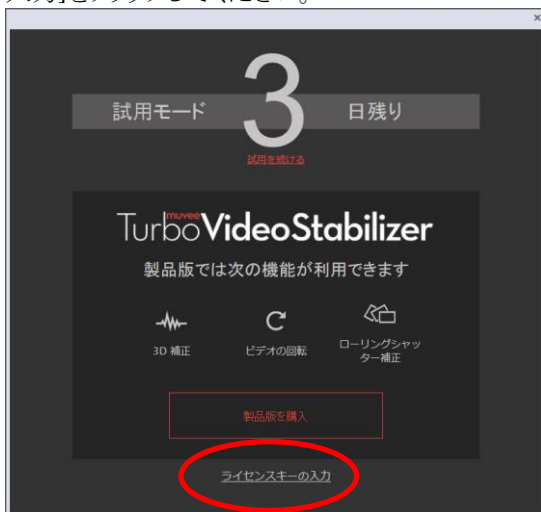 入力]をクリックしてください。
×
試用モード 3 日残り
試用を続ける
muvee
Turbo VideoStabilizer
製品版では次の機能が利用できます
3D 補正
ビデオの回転
ローリングシャッ
ター補正
製品版を購入
ライセンスキーの入力